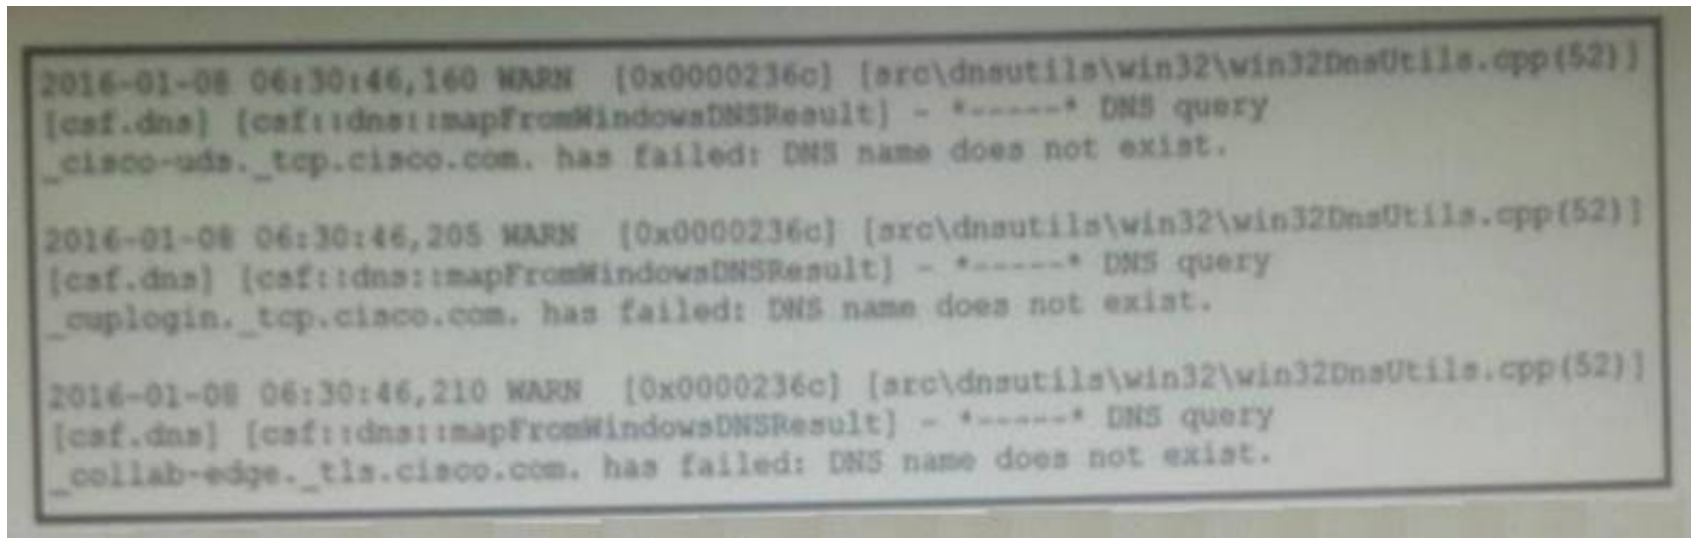 2016-01-08 06:30:46,160 WARN [0x0000236c] [src\dnsutils\win32\win32DnsUtils.cpp(52)]
[csf.dns] [csf::dns::mapFromWindowsDNSResult] - *-----* DNS query
_cisco-uds._tcp.cisco.com. has failed: DNS name does not exist.
2016-01-08 06:30:46,205 WARN [0x0000236c] [src\dnsutils\win32\win32DnsUtils.cpp(52)]
[csf.dns] [csf::dns::mapFromWindowsDNSResult] - *-----* DNS query
_cuplogin._tcp.cisco.com. has failed: DNS name does not exist.
2016-01-08 06:30:46,210 WARN [0x0000236c] [src\dnsutils\win32\win32DnsUtils.cpp(52)]
[csf.dns] [csf::dns::mapFromWindowsDNSResult] - *-----* DNS query
_collab-edge._tls.cisco.com. has failed: DNS name does not exist.